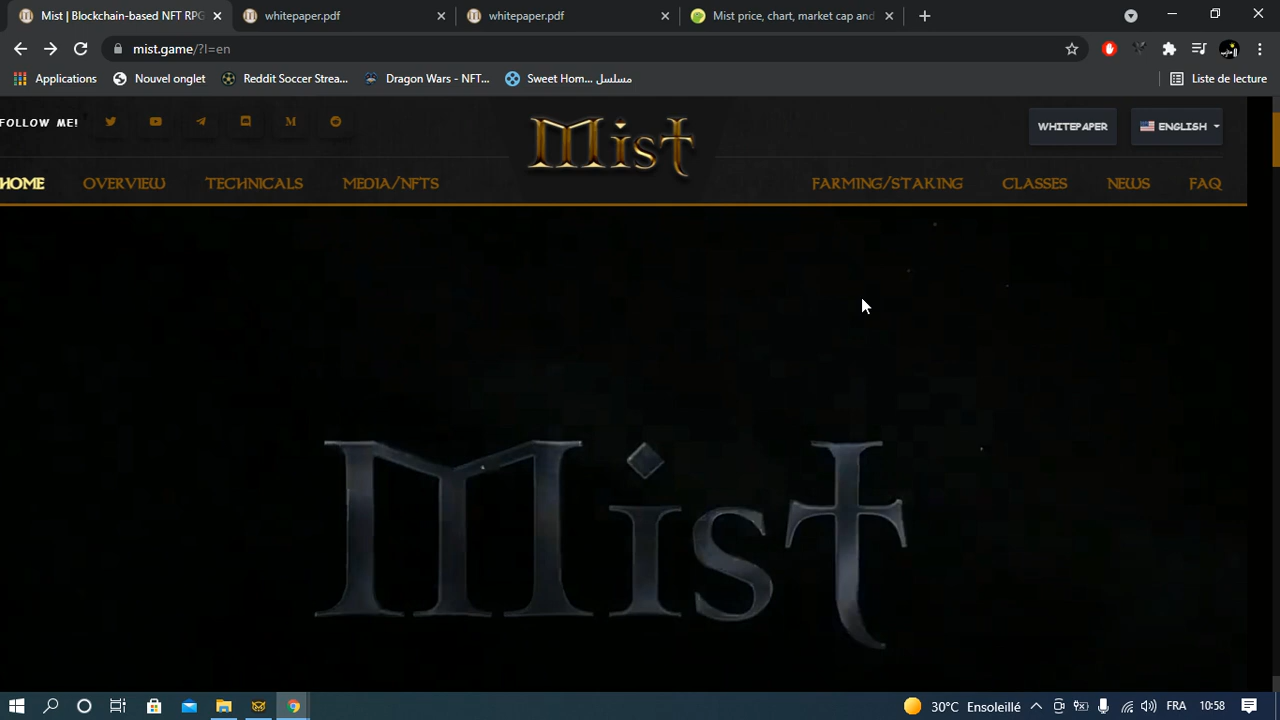 Mist | Blockchain-based NFT RPG
whitepaper.pdf
whitepaper.pdf
Mist price, chart, market cap and
mist.game/?l=en
Applications
Nouvel onglet
Reddit Soccer Strea...
Dragon Wars - NFT...
Sweet Hom... مسلسل
Liste de lecture
FOLLOW ME!
Mist
WHITEPAPER
ENGLISH
HOME
OVERVIEW
TECHNICALS
MEDIA/NFTS
FARMING/STAKING
CLASSES
NEWS
FAQ
Mist
30°C Ensoleillé
FRA
10:58